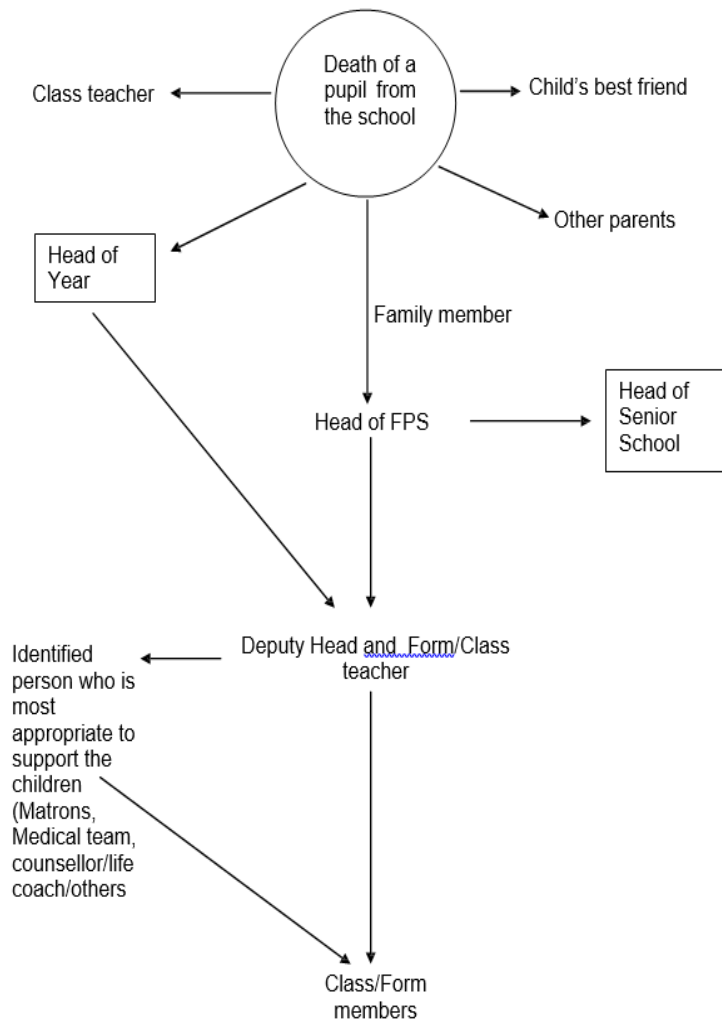 Death of a
pupil from
the school
Class teacher
Child's best friend
Other parents
Head of
Year
Family member
Head of FPS
Head of
Senior
School
Deputy Head and Form/Class
teacher
Identified
person who is
most
appropriate to
support the
children
(Matrons,
Medical team,
counsellor/life
coach/others
Class/Form
members